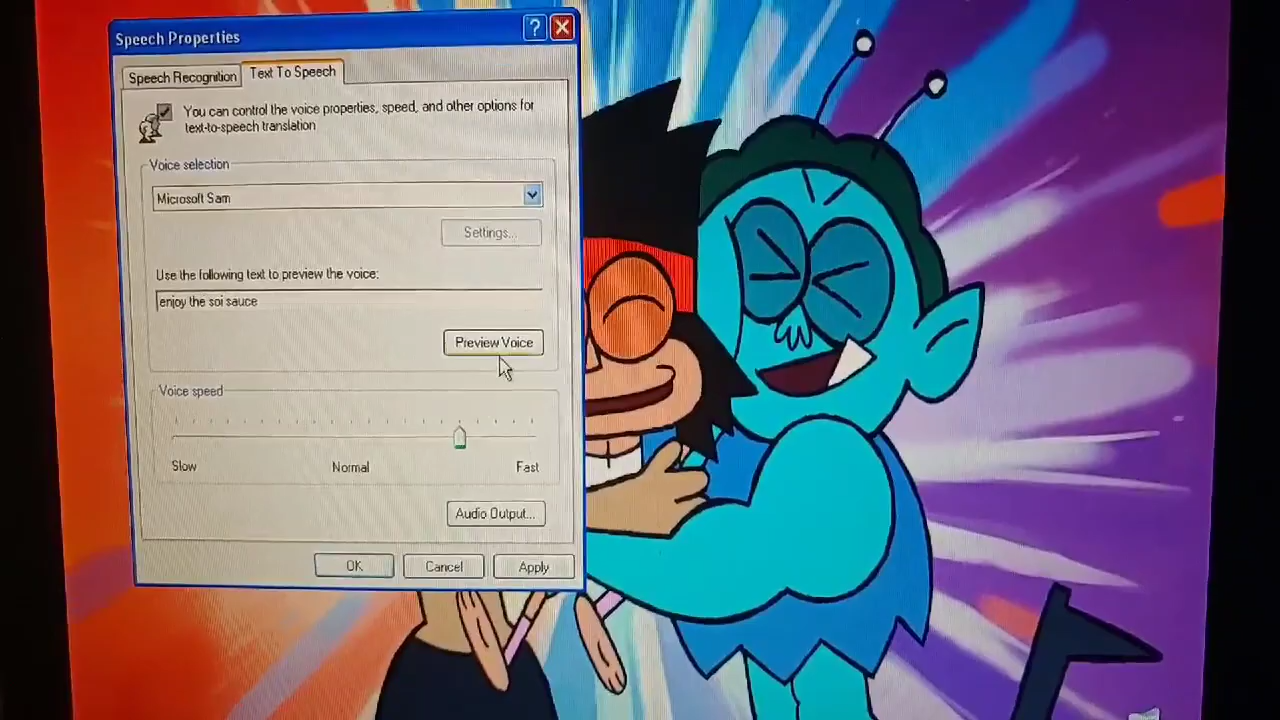 Speech Properties
Speech Recognition
Text To Speech
You can control the voice properties, speed, and other options for
text-to-speech translation
Voice selection
Microsoft Sam
Settings...
Use the following text to preview the voice:
enjoy the soi sauce
Preview Voice
Voice speed
Slow
Normal
Fast
Audio Output...
OK
Cancel
Apply